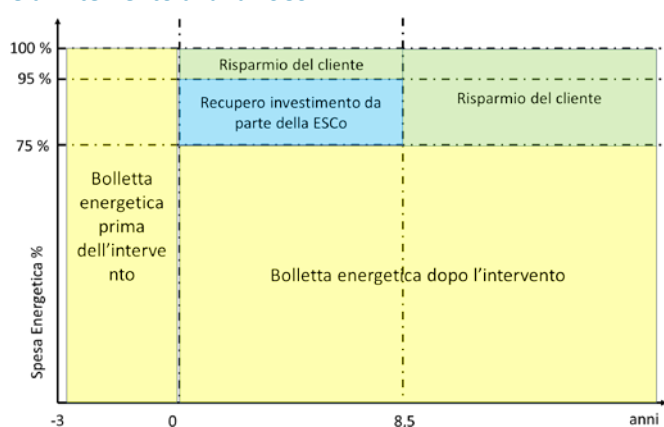 100 %
95 %
75 %
Risparmio del cliente
Recupero investimento da
parte della ESCo
Risparmio del cliente
Bolletta
energetica
prima
dell'interve
nto
Bolletta energetica dopo l'intervento
Spesa Energetica %
-3
0
8.5
anni